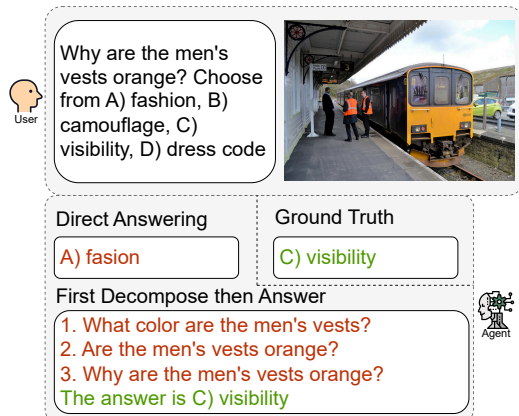 Why are the men's
vests orange? Choose
from A) fashion, B)
camouflage, C)
visibility, D) dress code
User
Direct Answering
Ground Truth
A) fasion
C) visibility
First Decompose then Answer
1. What color are the men's vests?
2. Are the men's vests orange?
3. Why are the men's vests orange?
The answer is C) visibility
Agent